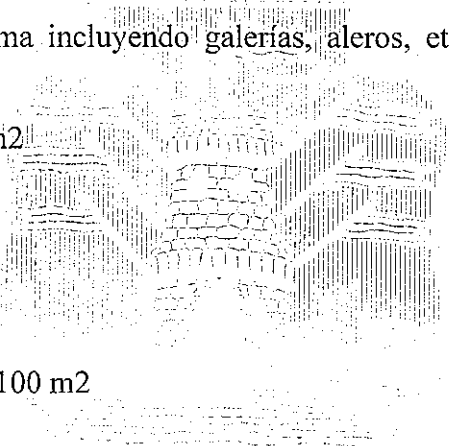 ma incluyendo galerías, aleros, et
m2
100 m2